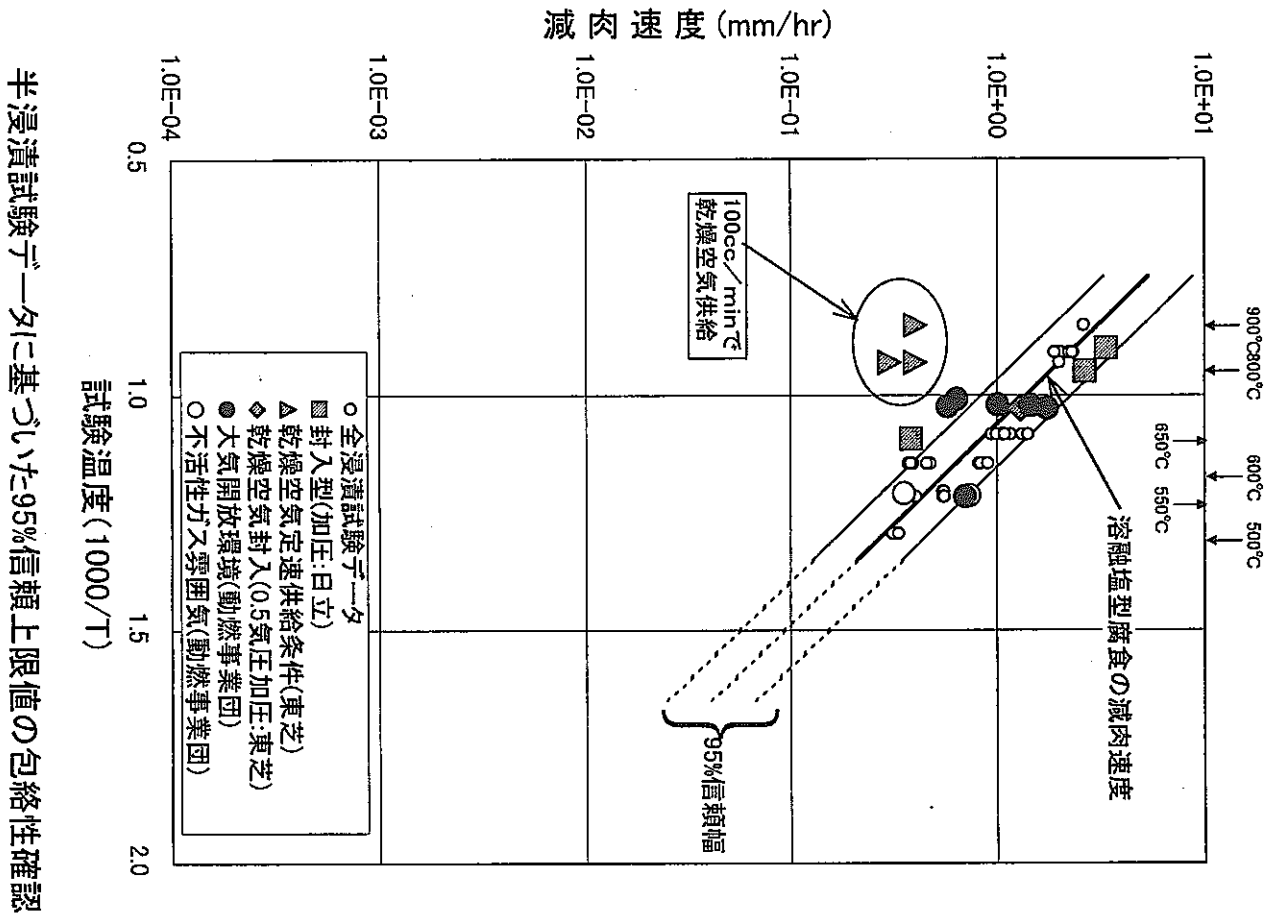 減肉速度(mm/hr)
1.0E+01
1.0E+00
1.0E-01
1.0E-02
1.0E-03
1.0E-04
0.5
1.0
1.5
2.0
900℃
800℃
650℃
600℃
550℃
500℃
溶融塩型腐食の減肉速度
100cc/minで
乾燥空気供給
95%信頼幅
全浸漬試験データ
封入型(加圧:日立)
乾燥空気定速供給条件(東芝)
乾燥空気封入(0.5気圧加圧:東芝)
大気開放環境(動燃事業団)
不活性ガス雰囲気(動燃事業団)
試験温度(1000/T)
半浸漬試験データに基づいた95%信頼上限値の包絡性確認